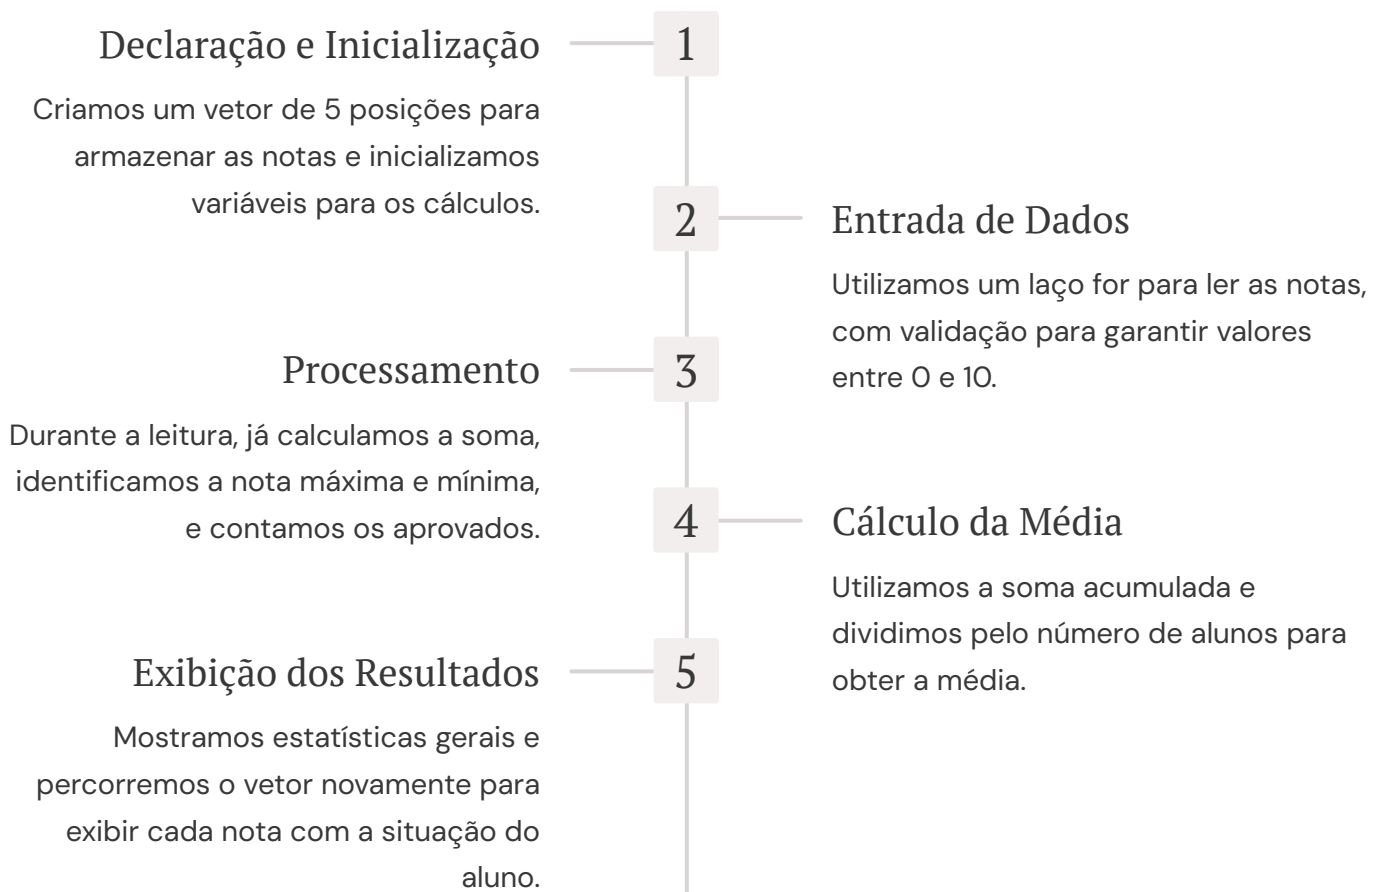 Declaração e Inicialização
1
Criamos um vetor de 5 posições para
armazenar as notas e inicializamos
variáveis para os cálculos.
2
Entrada de Dados
Utilizamos um laço for para ler as notas,
com validação para garantir valores
entre 0 e 10.
Processamento
3
Durante a leitura, já calculamos a soma,
identificamos a nota máxima e mínima,
e contamos os aprovados.
4
Cálculo da Média
Utilizamos a soma acumulada e
dividimos pelo número de alunos para
obter a média.
Exibição dos Resultados
5
Mostramos estatísticas gerais e
percorremos o vetor novamente para
exibir cada nota com a situação do
aluno.